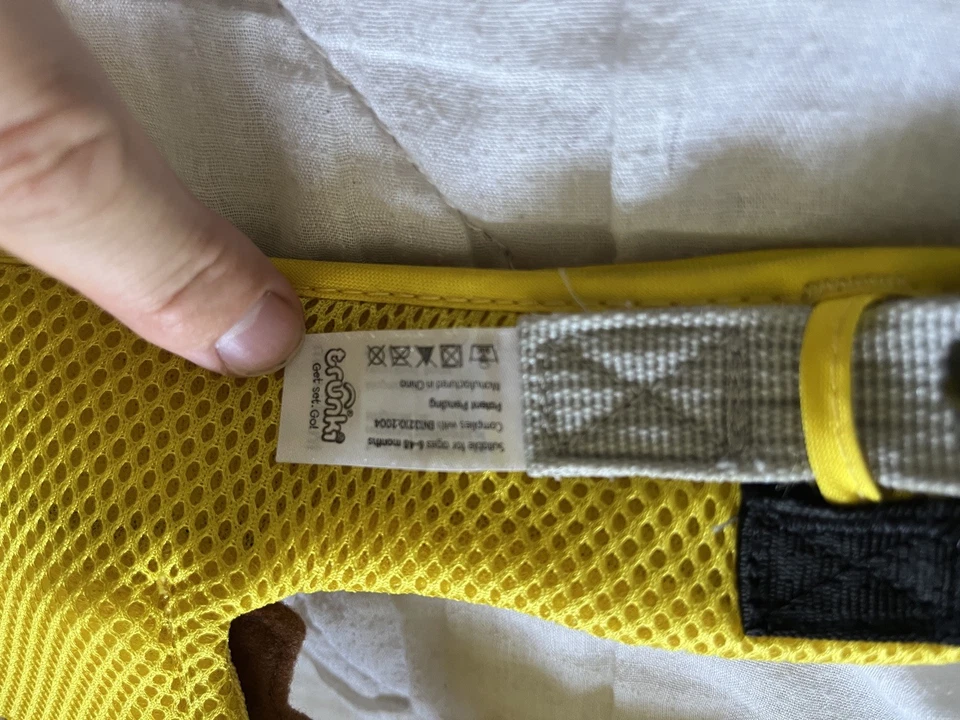 Trunki®
Get set.Go!
Suitable for ages 6-48 months
Complies with EN13210:2004
Patent Pending
Manufactured in China